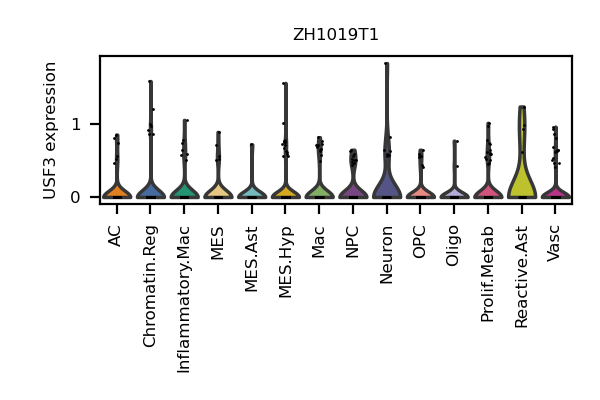 ZH1019T1
USF3 expression
1
0
AC
Chromatin.Reg
Inflammatory.Mac
MES
MES.Ast
MES.Hyp
Mac
NPC
Neuron
OPC
Oligo
Prolif.Metab
Reactive.Ast
Vasc